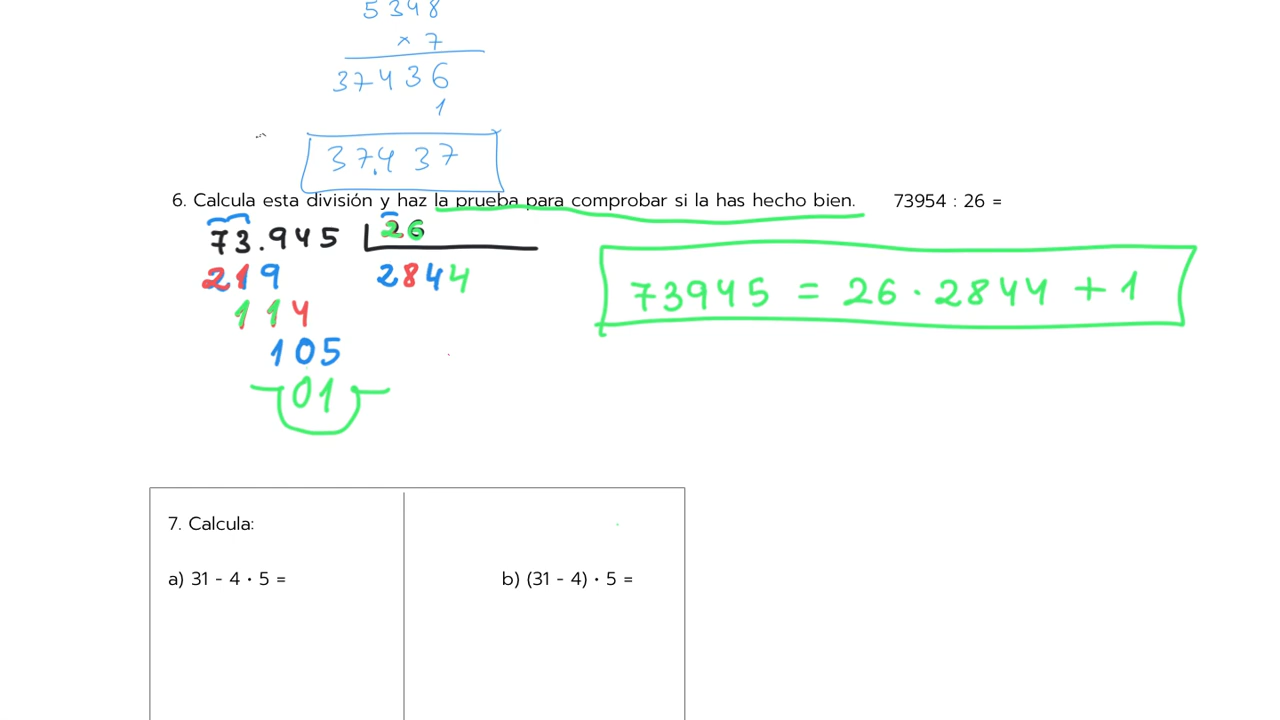 5348
× 7
37436
1
37.437
6. Calcula esta división y haz la prueba para comprobar si la has hecho bien. 73954 : 26 =
73.945 26
219 2844
114
105
01
73945 = 26 · 2844 + 1
7. Calcula:
a) 31 - 4 · 5 = b) (31 - 4) · 5 =